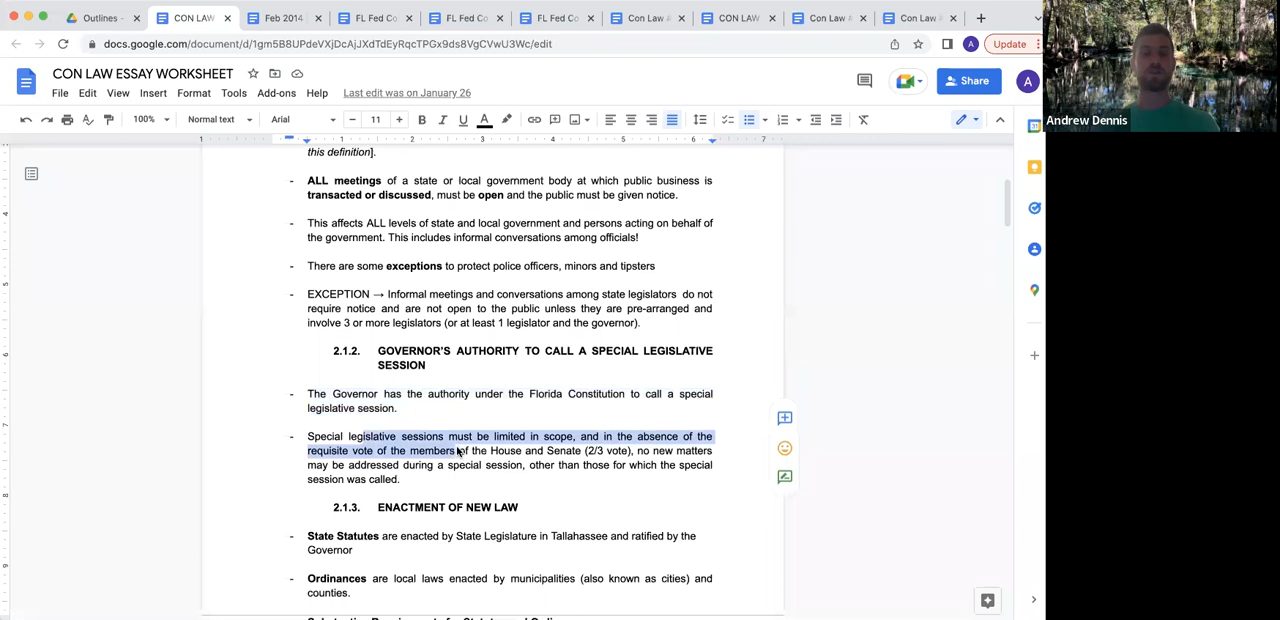 Outlines -
CON LAW
Feb 2014
FL Fed Co
FL Fed Co
FL Fed Co
Con Law &
CON LAW
Con Law &
Con Law
docs.google.com/document/d/1gm5B8UPdeVXjDcAjJXdTdEyRqcTPGx9ds8VgCVwU3Wc/edit
A
Update
CON LAW ESSAY WORKSHEET
File Edit View Insert Format Tools Add-ons Help Last edit was on January 26
Share
A
100% Normal text Arial 11 B I U A
Andrew Dennis
1 1 2 3 4 5 6 7
this definition].
- ALL meetings of a state or local government body at which public business is
transacted or discussed, must be open and the public must be given notice.
- This affects ALL levels of state and local government and persons acting on behalf of
the government. This includes informal conversations among officials!
- There are some exceptions to protect police officers, minors and tipsters
- EXCEPTION → Informal meetings and conversations among state legislators do not
require notice and are not open to the public unless they are pre-arranged and
involve 3 or more legislators (or at least 1 legislator and the governor).
2.1.2. GOVERNOR'S AUTHORITY TO CALL A SPECIAL LEGISLATIVE
SESSION
- The Governor has the authority under the Florida Constitution to call a special
legislative session.
- Special legislative sessions must be limited in scope, and in the absence of the
requisite vote of the members of the House and Senate (2/3 vote), no new matters
may be addressed during a special session, other than those for which the special
session was called.
2.1.3. ENACTMENT OF NEW LAW
- State Statutes are enacted by State Legislature in Tallahassee and ratified by the
Governor
- Ordinances are local laws enacted by municipalities (also known as cities) and
counties.